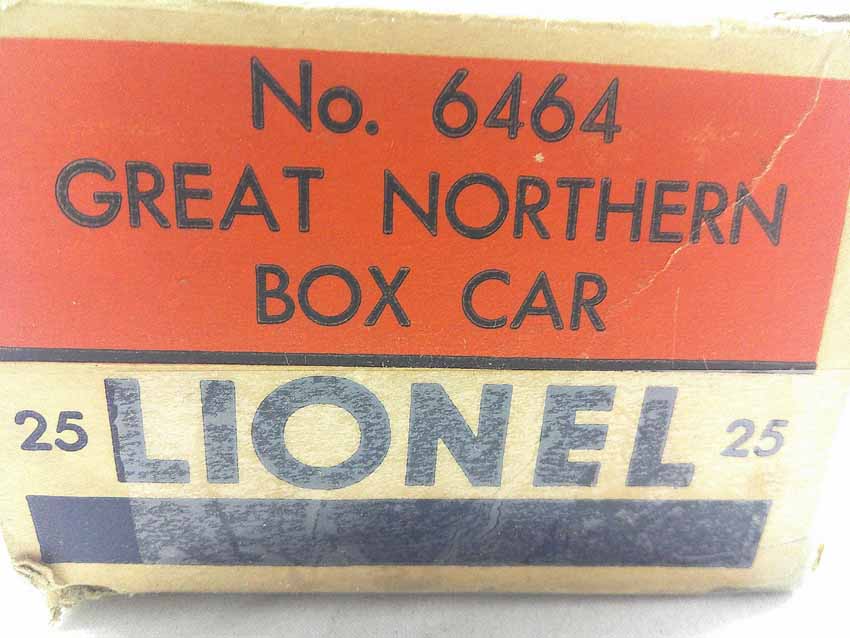 No. 6464
GREAT NORTHERN
BOX CAR
25 LIONEL 25